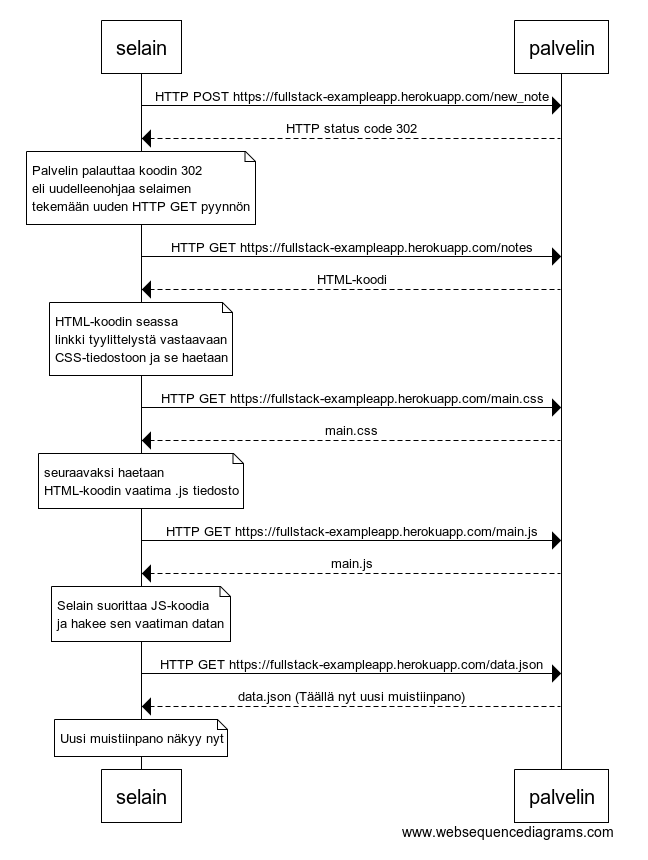 selain
palvelin
HTTP POST https://fullstack-exampleapp.herokuapp.com/new_note
HTTP status code 302
Palvelin palauttaa koodin 302
eli uudelleenohjaa selaimen
tekemään uuden HTTP GET pyynnön
HTTP GET https://fullstack-exampleapp.herokuapp.com/notes
HTML-koodi
HTML-koodin seassa
linkki tyylittelystä vastaavaan
CSS-tiedostoon ja se haetaan
HTTP GET https://fullstack-exampleapp.herokuapp.com/main.css
main.css
seuraavaksi haetaan
HTML-koodin vaatima .js tiedosto
HTTP GET https://fullstack-exampleapp.herokuapp.com/main.js
main.js
Selain suorittaa JS-koodia
ja hakee sen vaatiman datan
HTTP GET https://fullstack-exampleapp.herokuapp.com/data.json
data.json (Täällä nyt uusi muistiinpano)
Uusi muistiinpano näkyy nyt
selain
palvelin
www.websequencediagrams.com